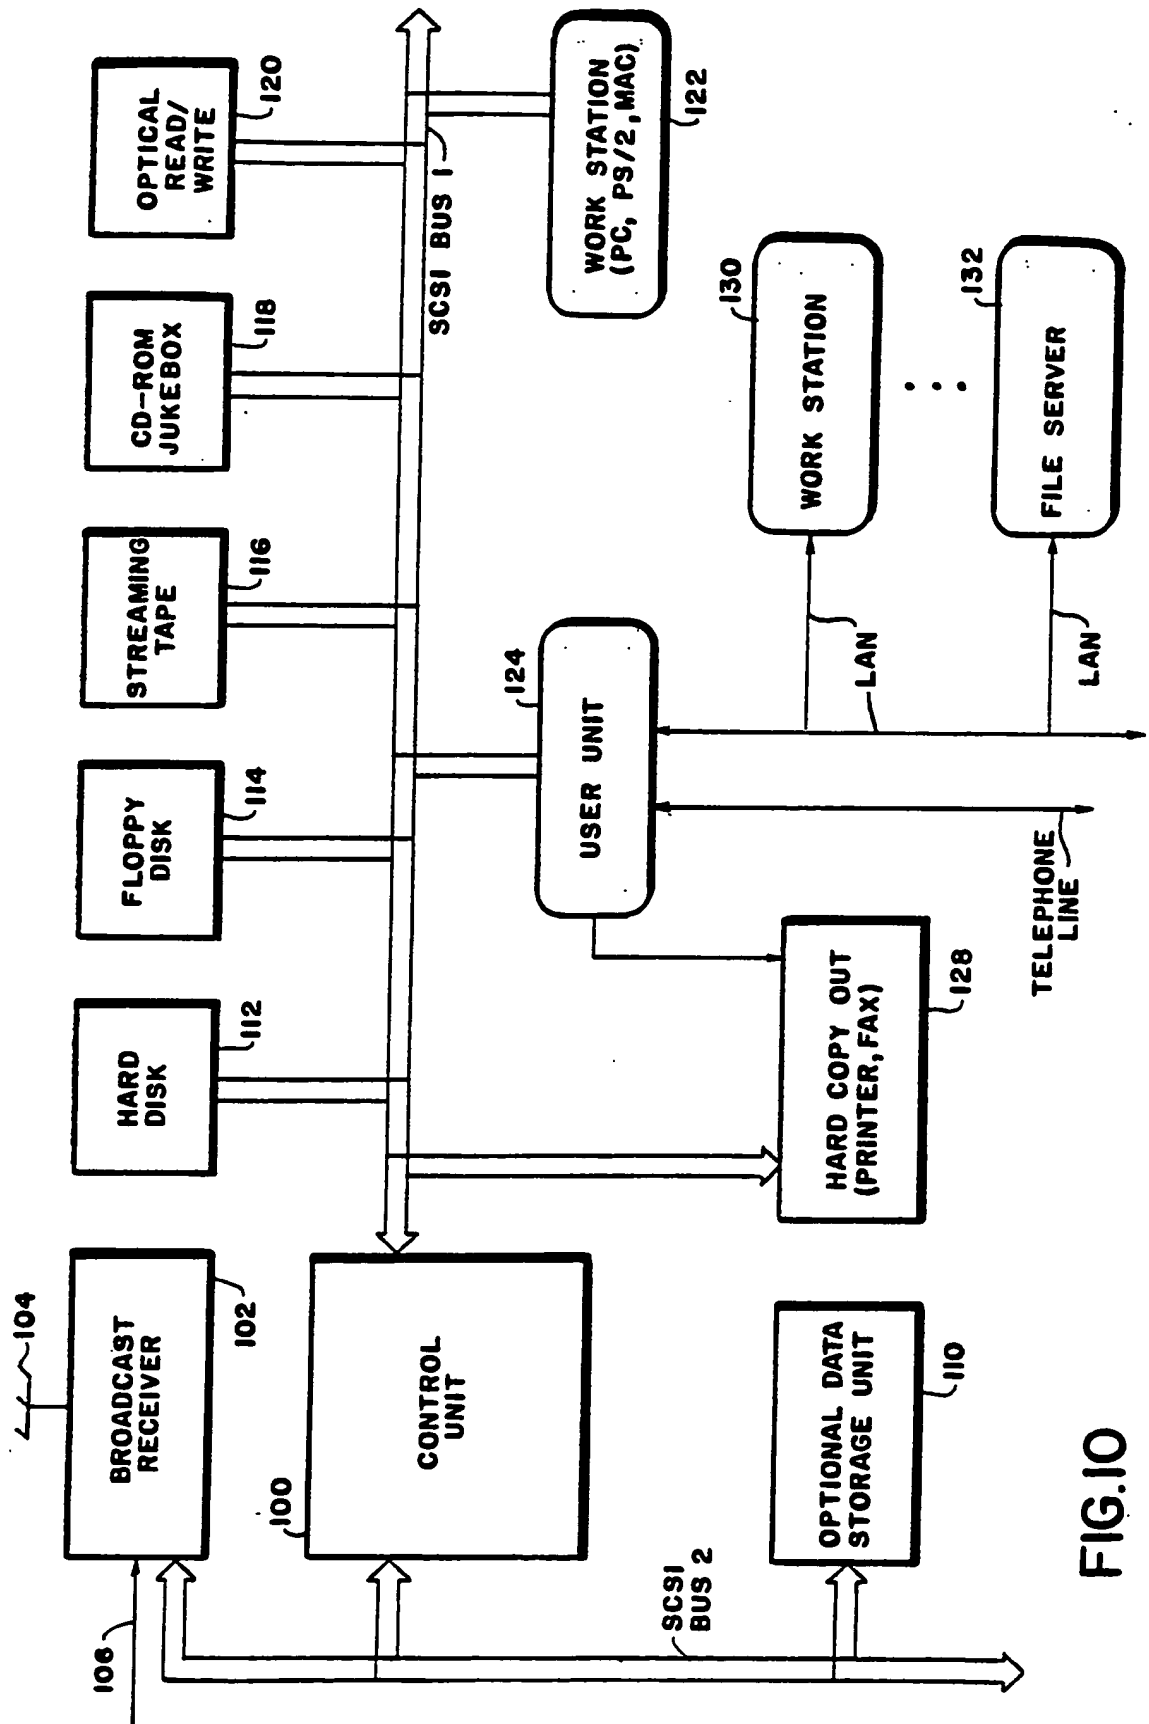 104
106
BROADCAST
RECEIVER
102
HARD
DISK
112
FLOPPY
DISK
114
STREAMING
TAPE
116
CD-ROM
JUKEBOX
118
OPTICAL
READ/
WRITE
120
100
CONTROL
UNIT
SCSI BUS 1
SCSI
BUS 2
OPTIONAL DATA
STORAGE UNIT
110
HARD COPY OUT
(PRINTER, FAX)
128
USER UNIT
124
WORK STATION
(PC, PS/2, MAC)
122
TELEPHONE
LINE
LAN
LAN
WORK STATION
130
FILE SERVER
132
FIG.10